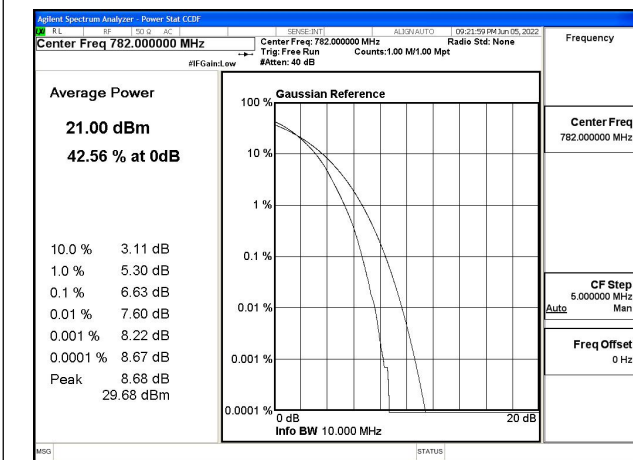 Agilent Spectrum Analyzer - Power Stat CCDF
RL RF 50 Ω AC SENSE:INT ALIGN AUTO 09:21:59 PM Jun 05, 2022
Center Freq 782.000000 MHz
Center Freq: 782.000000 MHz Radio Std: None
Trig: Free Run Counts:1.00 M/1.00 Mpt
#IFGain:Low #Atten: 40 dB
Frequency
Average Power
21.00 dBm
42.56 % at 0dB
10.0 % 3.11 dB
1.0 % 5.30 dB
0.1 % 6.63 dB
0.01 % 7.60 dB
0.001 % 8.22 dB
0.0001 % 8.67 dB
Peak 8.68 dB
29.68 dBm
Gaussian Reference
100 %
10 %
1 %
0.1 %
0.01 %
0.001 %
0.0001 %
0 dB 20 dB
Info BW 10.000 MHz
Center Freq
782.000000 MHz
CF Step
5.000000 MHz
Auto Man
Freq Offset
0 Hz
MSG STATUS